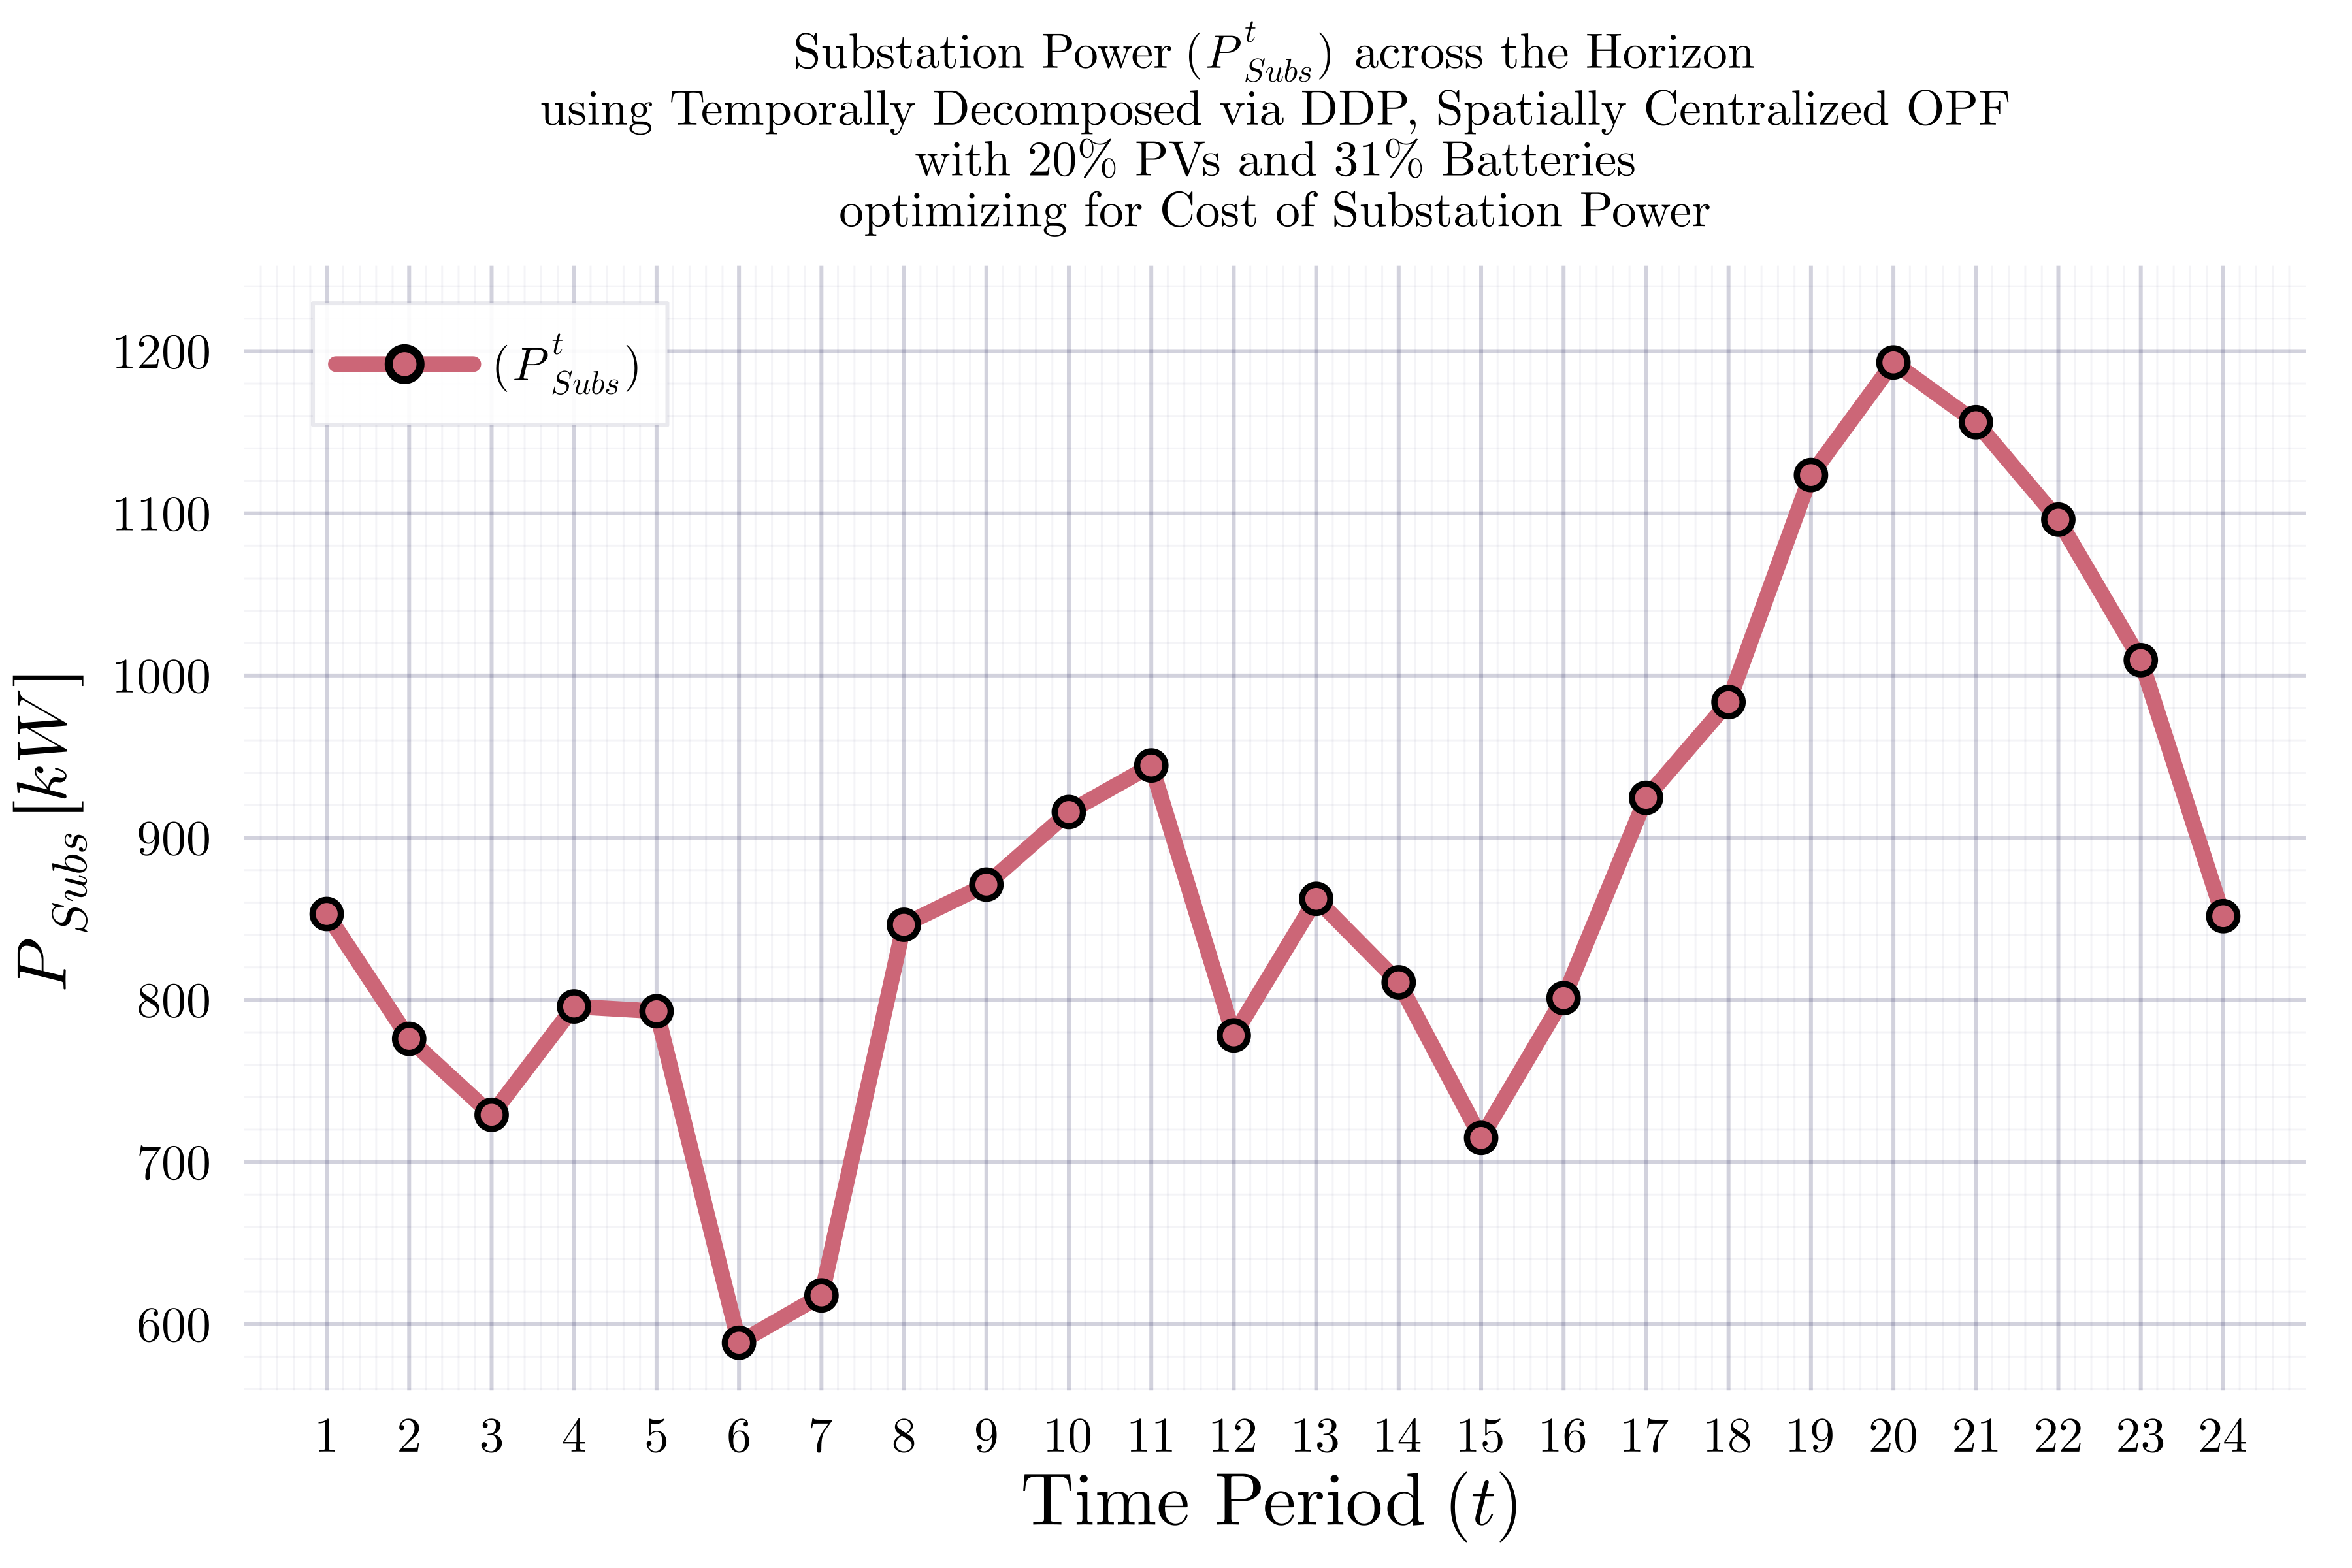 Substation Power (P^t_Subs) across the Horizon
using Temporally Decomposed via DDP, Spatially Centralized OPF
with 20% PVs and 31% Batteries
optimizing for Cost of Substation Power
(P^t_Subs)
1200
1100
1000
900
800
700
600
P_Subs [kW]
1 2 3 4 5 6 7 8 9 10 11 12 13 14 15 16 17 18 19 20 21 22 23 24
Time Period (t)